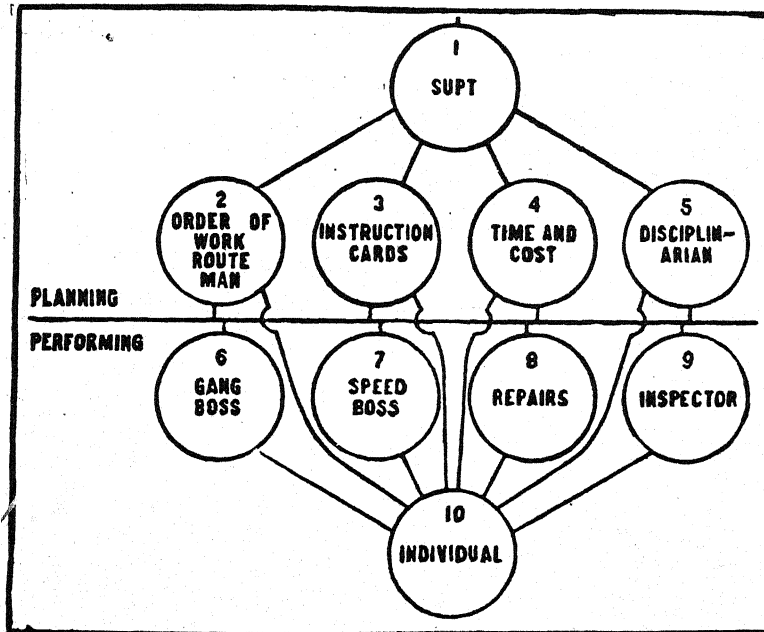 1
SUPT
2
ORDER OF
WORK
ROUTE
MAN
3
INSTRUCTION
CARDS
4
TIME AND
COST
5
DISCIPLIN-
ARIAN
PLANNING
PERFORMING
6
GANG
BOSS
7
SPEED
BOSS
8
REPAIRS
9
INSPECTOR
10
INDIVIDUAL